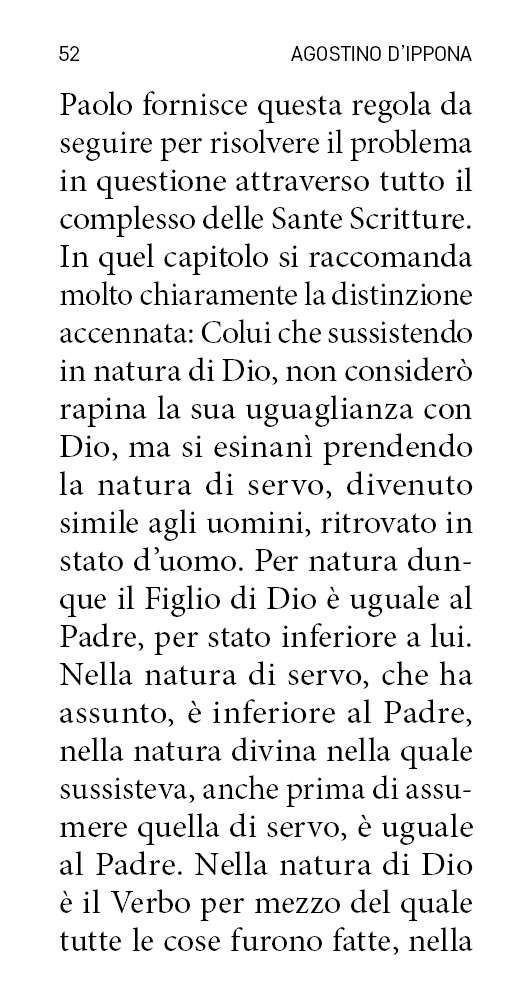 52 AGOSTINO D’IPPONA
Paolo fornisce questa regola da
seguire per risolvere il problema
in questione attraverso tutto il
complesso delle Sante Scritture.
In quel capitolo si raccomanda
molto chiaramente la distinzione
accennata: Colui che sussistendo
in natura di Dio, non considerò
rapina la sua uguaglianza con
Dio, ma si esinanì prendendo
la natura di servo, divenuto
simile agli uomini, ritrovato in
stato d’uomo. Per natura dun-
que il Figlio di Dio è uguale al
Padre, per stato inferiore a lui.
Nella natura di servo, che ha
assunto, è inferiore al Padre,
nella natura divina nella quale
sussisteva, anche prima di assu-
mere quella di servo, è uguale
al Padre. Nella natura di Dio
è il Verbo per mezzo del quale
tutte le cose furono fatte, nella